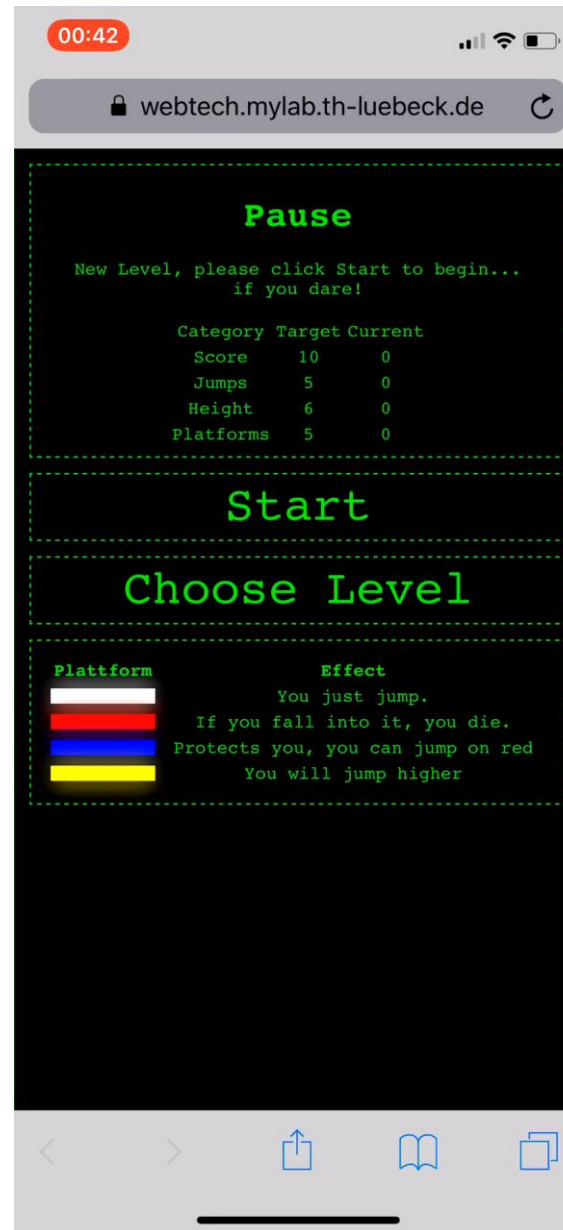 00:42
webtech.mylab.th-luebeck.de
Pause
New Level, please click Start to begin...
if you dare!
Category Target Current
Score 10 0
Jumps 5 0
Height 6 0
Platforms 5 0
Start
Choose Level
Plattform Effect
You just jump.
If you fall into it, you die.
Protects you, you can jump on red
You will jump higher